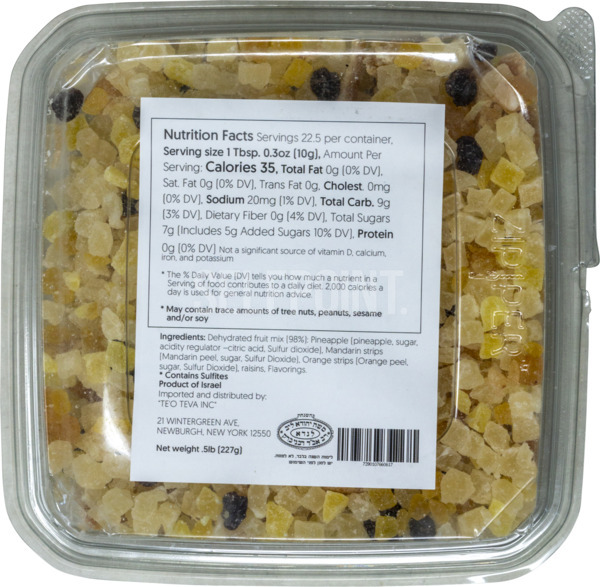 Nutrition Facts Servings 22.5 per container,
Serving size 1 Tbsp. 0.3oz (10g), Amount Per
Serving: Calories 35, Total Fat 0g (0% DV),
Sat. Fat 0g (0% DV), Trans Fat 0g, Cholest. 0mg
(0% DV), Sodium 20mg (1% DV), Total Carb. 9g
(3% DV), Dietary Fiber 0g (4% DV), Total Sugars
7g (Includes 5g Added Sugars 10% DV), Protein
0g (0% DV) Not a significant source of vitamin D, calcium,
iron, and potassium
* The % Daily Value (DV) tells you how much a nutrient in a
Serving of food contributes to a daily diet. 2,000 calories a
day is used for general nutrition advice.
* May contain trace amounts of tree nuts, peanuts, sesame
and/or soy
Ingredients: Dehydrated fruit mix (98%): Pineapple (pineapple, sugar,
acidity regulator -citric acid, Sulfur dioxide), Mandarin strips
(Mandarin peel, sugar, Sulfur Dioxide), Orange strips (Orange peel,
sugar, Sulfur Dioxide), raisins, Flavorings.
* Contains Sulfites
Product of Israel
Imported and distributed by:
"TE'O TEVA INC"
21 WINTERGREEN AVE,
NEWBURGH, NEW YORK 12550
Net weight .5lb (227g)
בהשגחת
לנדא
יש לסנן לפני השימוש